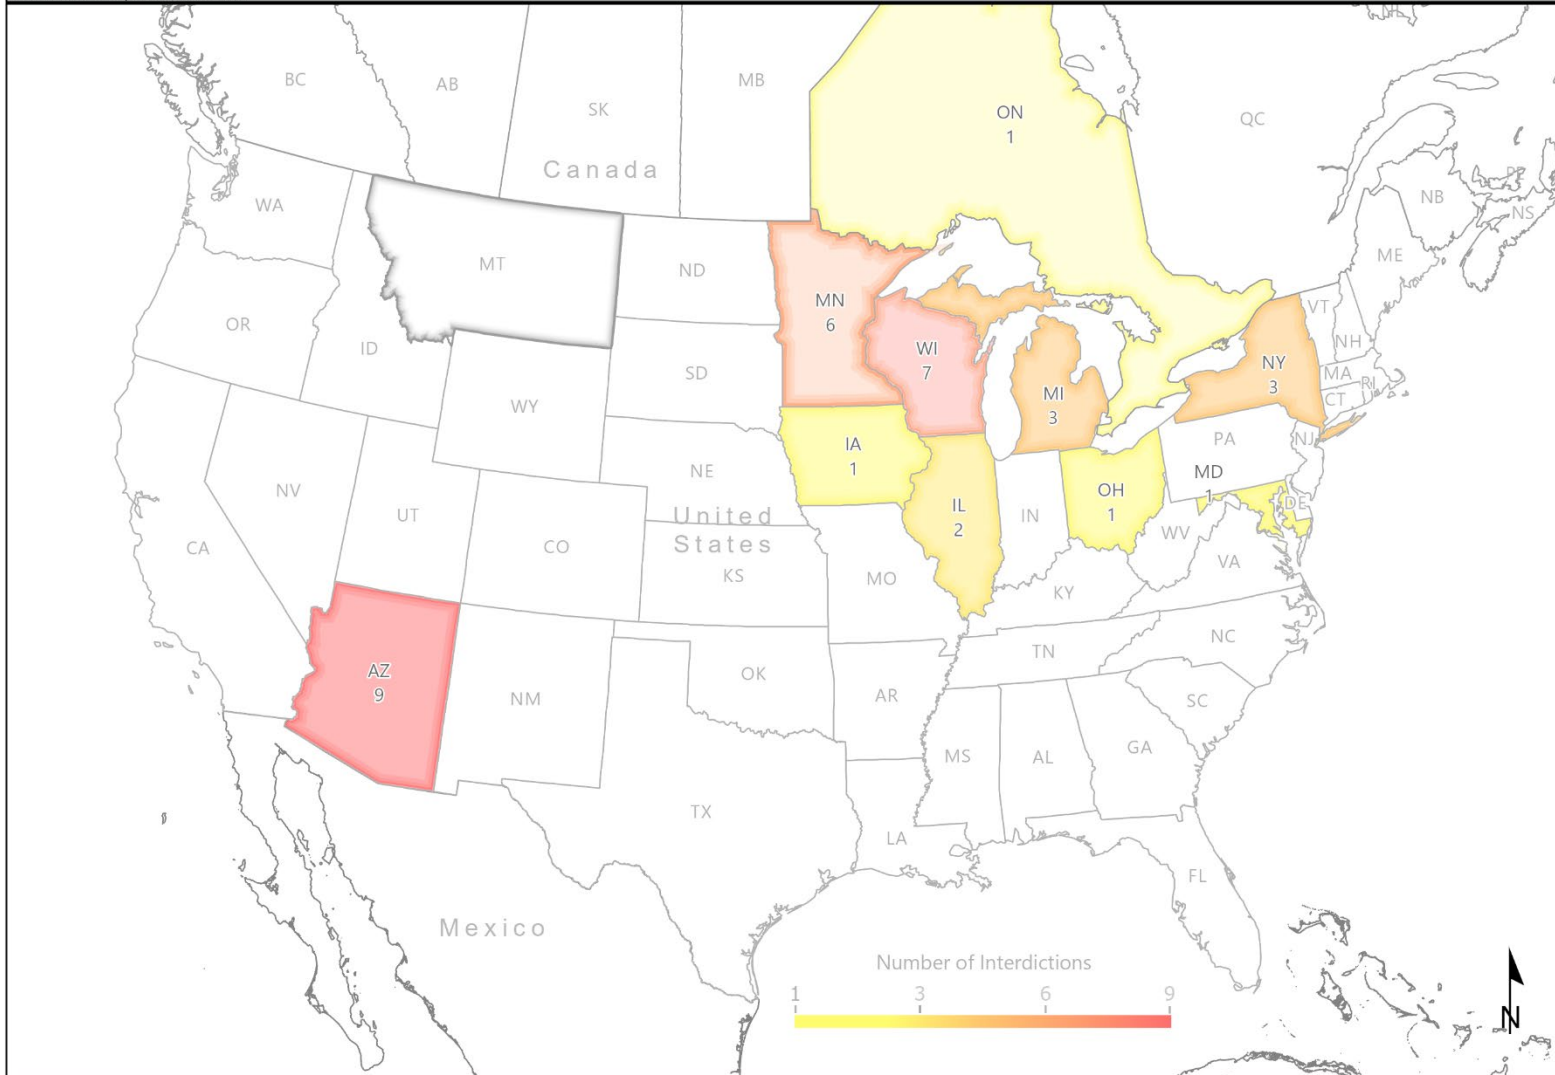 BC
AB
SK
MB
ON
1
QC
Canada
NB
NS
WA
MT
ND
ME
OR
ID
MN
6
VT
NH
WI
7
NY
3
MA
RI
CT
SD
WY
MI
3
IA
1
PA
NJ
NE
MD
1
NV
UT
OH
1
IL
2
IN
DE
United
States
CO
WV
CA
KS
MO
VA
KY
NC
TN
AZ
9
NM
OK
AR
SC
MS
AL
GA
TX
LA
FL
Mexico
Number of Interdictions
1 3 6 9
N